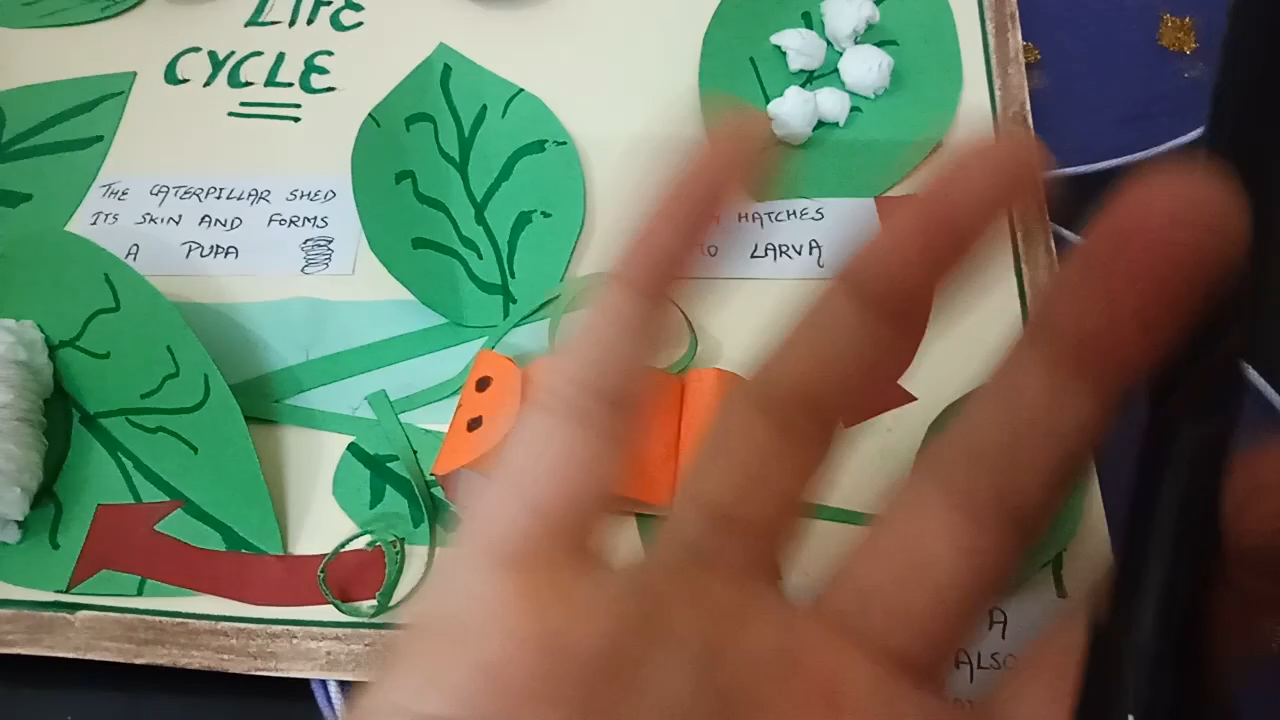 LIFE
CYCLE
THE CATERPILLAR SHED
ITS SKIN AND FORMS
A PUPA
HATCHES
LARVA
A
ALSO